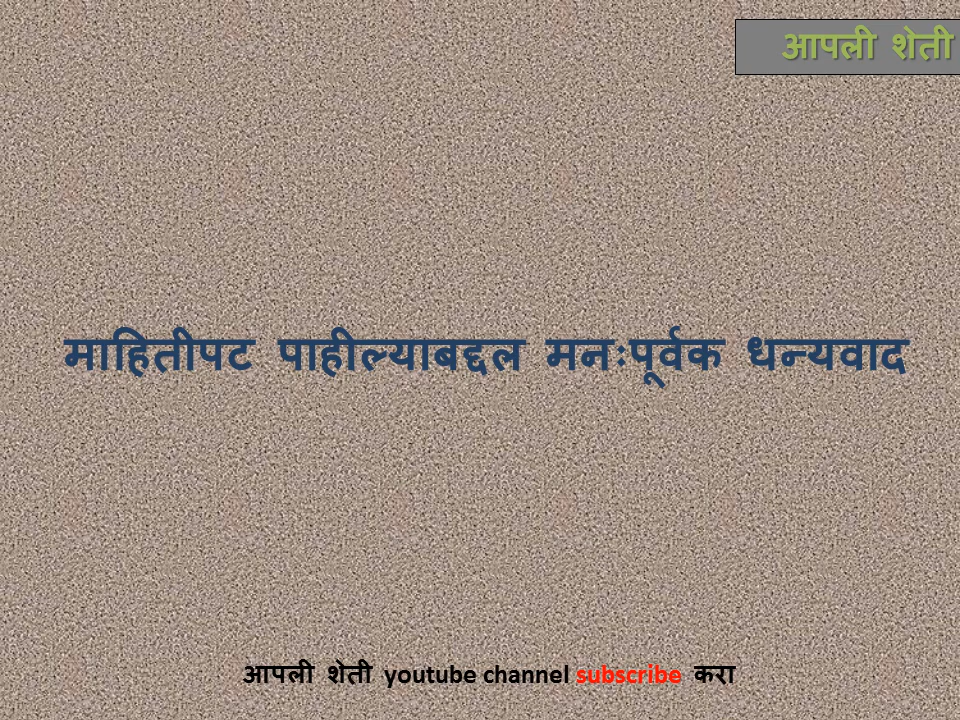 आपली शेती
माहितीपट पाहील्याबद्दल मनःपूर्वक धन्यवाद
आपली शेती youtube channel subscribe करा